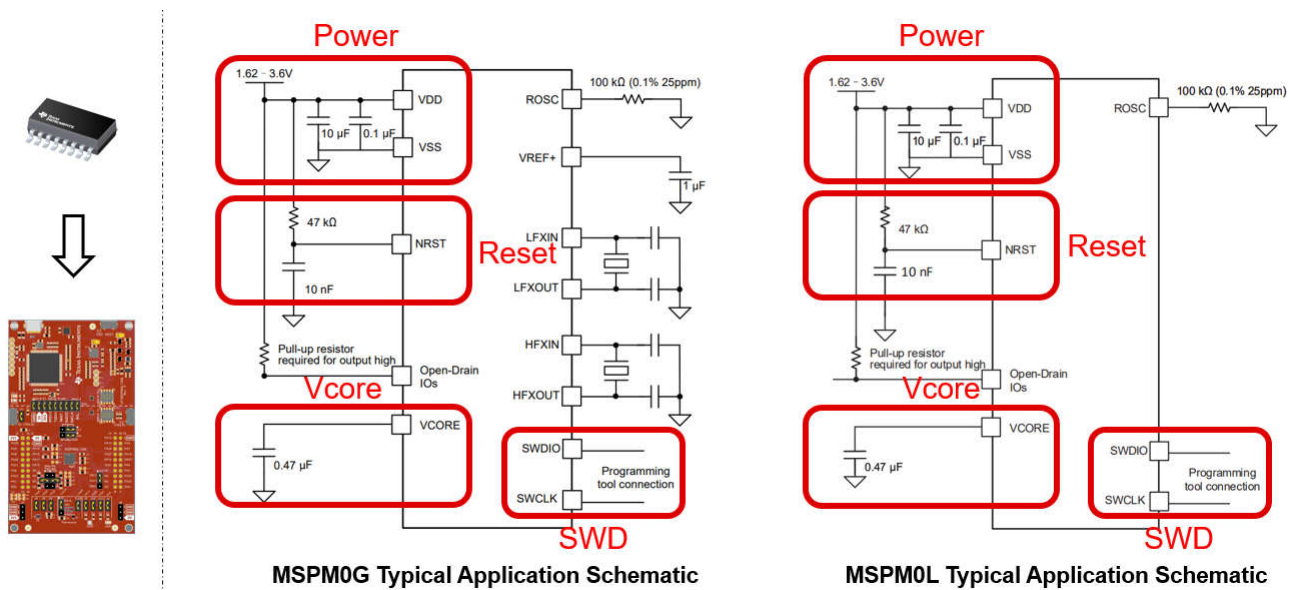 TEXAS
INSTRUMENTS
TEXAS INSTRUMENTS
Power
1.62 - 3.6V
VDD
10 µF
0.1 µF
VSS
47 kΩ
NRST
Reset
10 nF
Pull-up resistor
required for output high
Open-Drain
IOs
Vcore
VCORE
0.47 µF
ROSC
100 kΩ (0.1% 25ppm)
VREF+
1 µF
LFXIN
LFXOUT
HFXIN
HFXOUT
SWDIO
Programming
tool connection
SWCLK
SWD
MSPM0G Typical Application Schematic
Power
1.62 - 3.6V
VDD
10 µF
0.1 µF
VSS
47 kΩ
NRST
Reset
10 nF
Pull-up resistor
required for output high
Open-Drain
IOs
Vcore
VCORE
0.47 µF
ROSC
100 kΩ (0.1% 25ppm)
SWDIO
Programming
tool connection
SWCLK
SWD
MSPM0L Typical Application Schematic